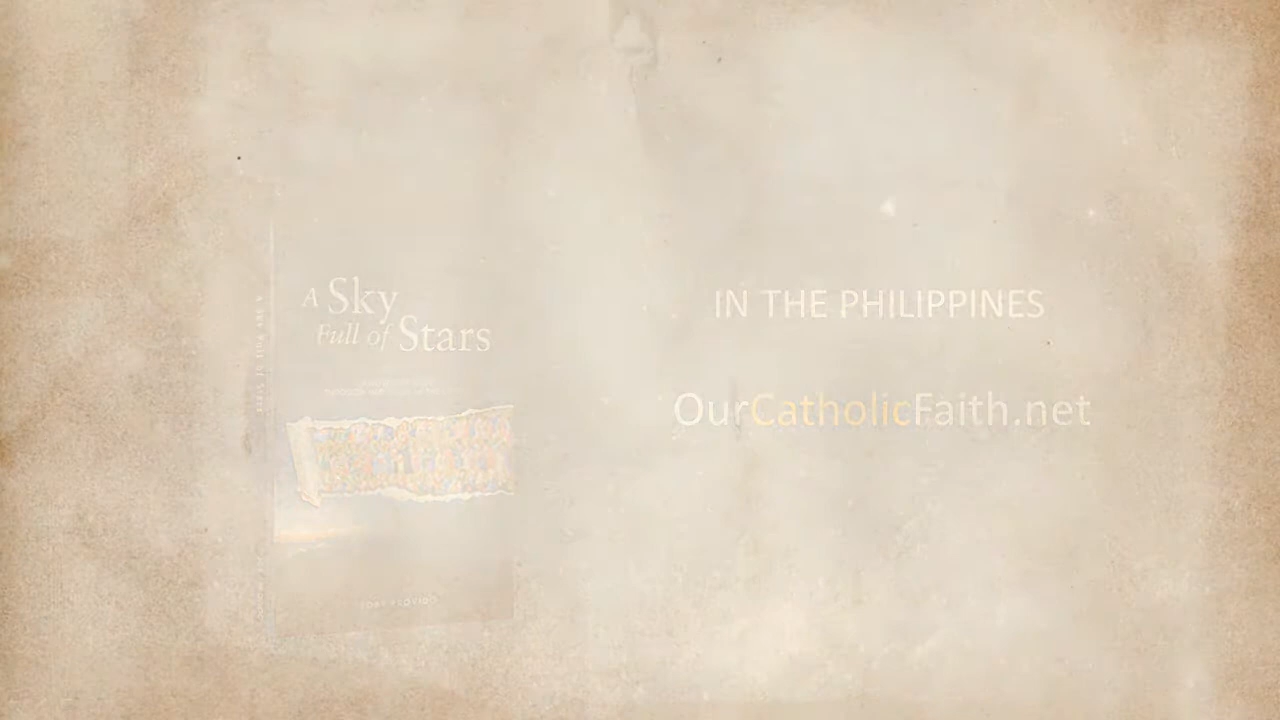 A Sky
Full of Stars
IN THE PHILIPPINES
OurCatholicFaith.net